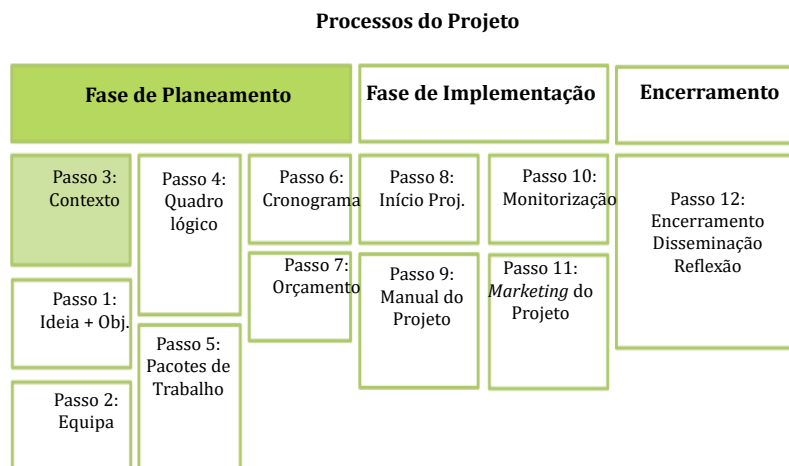 Processos do Projeto
Fase de Planeamento
Fase de Implementação
Encerramento
Passo 3:
Contexto
Passo 1:
Ideia + Obj.
Passo 2:
Equipa
Passo 4:
Quadro
lógico
Passo 5:
Pacotes de
Trabalho
Passo 6:
Cronograma
Passo 7:
Orçamento
Passo 8:
Início Proj.
Passo 9:
Manual do
Projeto
Passo 10:
Monitorização
Passo 11:
Marketing do
Projeto
Passo 12:
Encerramento
Disseminação
Reflexão